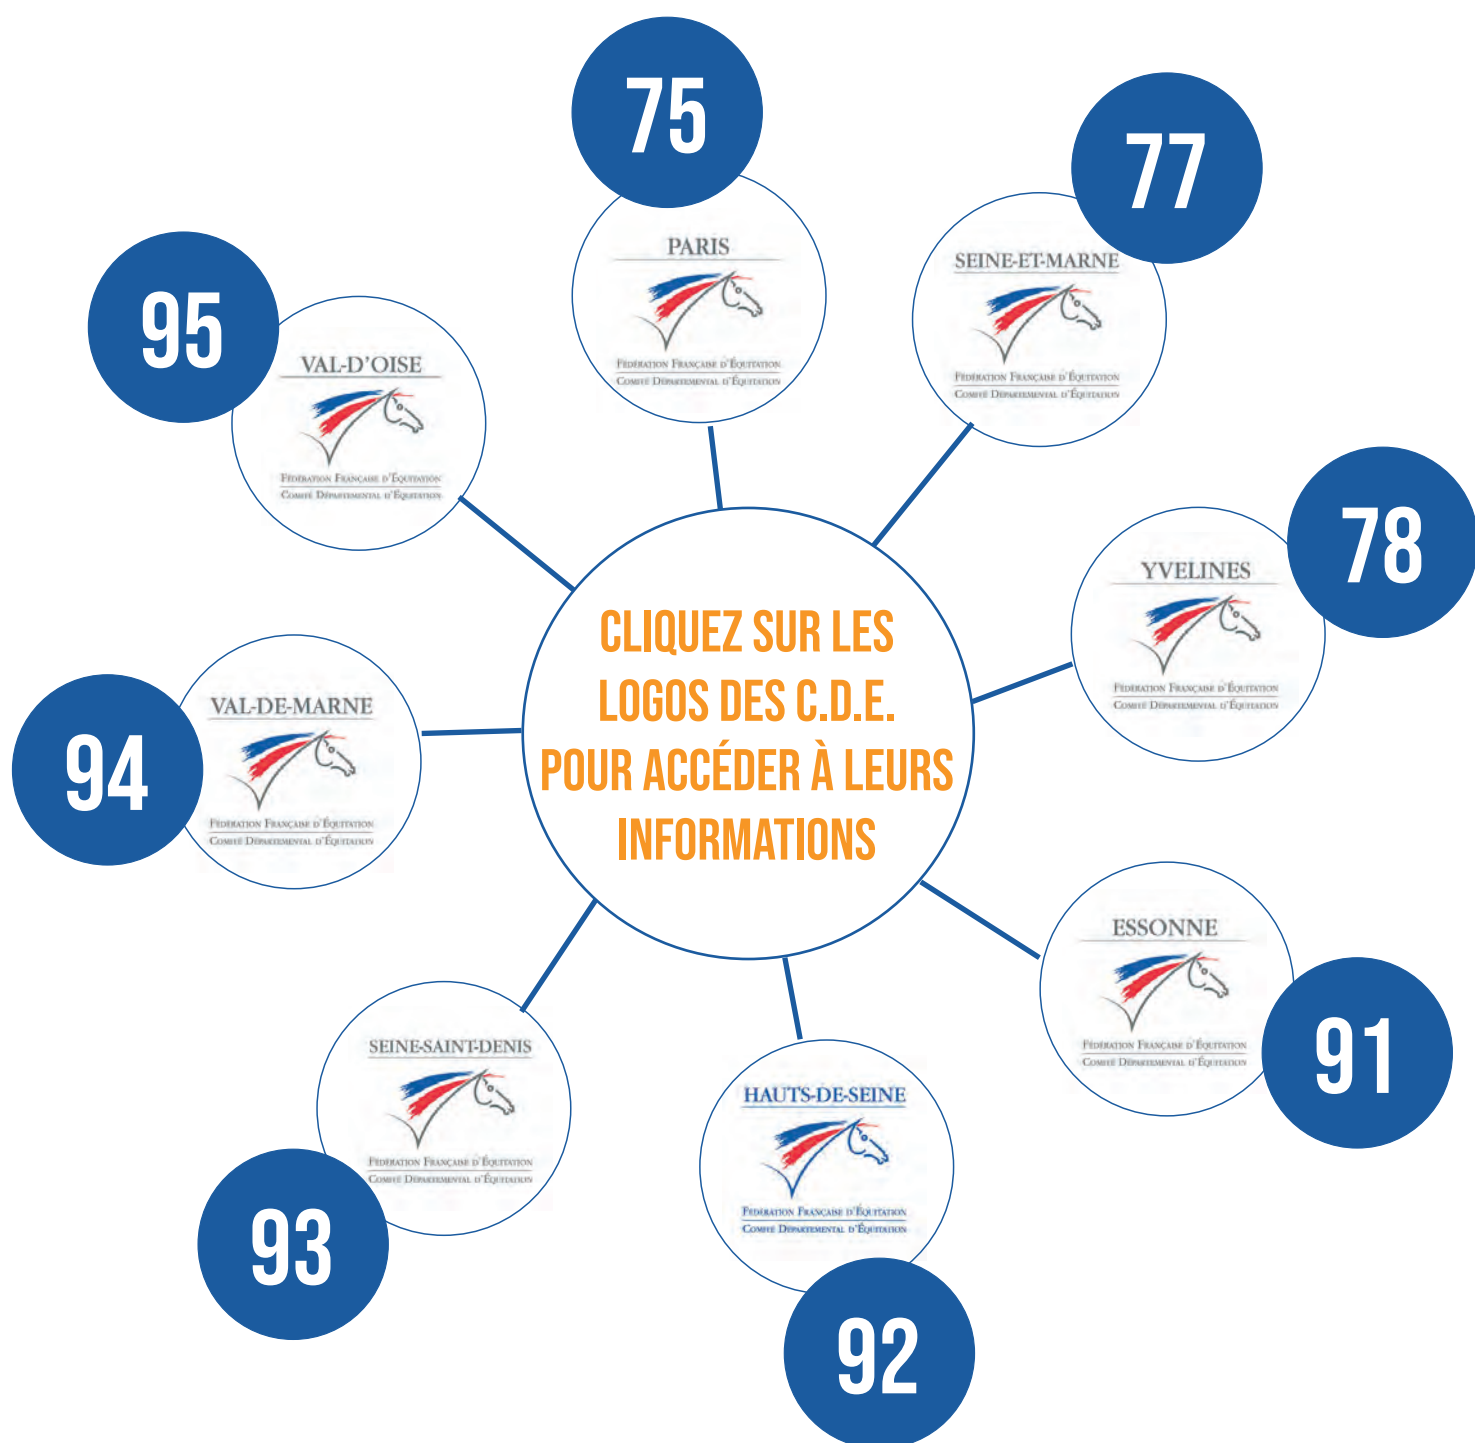 75
PARIS
FÉDÉRATION FRANÇAISE D'ÉQUITATION
COMITÉ DÉPARTEMENTAL D'ÉQUITATION
77
SEINE-ET-MARNE
FÉDÉRATION FRANÇAISE D'ÉQUITATION
COMITÉ DÉPARTEMENTAL D'ÉQUITATION
78
YVELINES
FÉDÉRATION FRANÇAISE D'ÉQUITATION
COMITÉ DÉPARTEMENTAL D'ÉQUITATION
91
ESSONNE
FÉDÉRATION FRANÇAISE D'ÉQUITATION
COMITÉ DÉPARTEMENTAL D'ÉQUITATION
92
HAUTS-DE-SEINE
FÉDÉRATION FRANÇAISE D'ÉQUITATION
COMITÉ DÉPARTEMENTAL D'ÉQUITATION
93
SEINE-SAINT-DENIS
FÉDÉRATION FRANÇAISE D'ÉQUITATION
COMITÉ DÉPARTEMENTAL D'ÉQUITATION
94
VAL-DE-MARNE
FÉDÉRATION FRANÇAISE D'ÉQUITATION
COMITÉ DÉPARTEMENTAL D'ÉQUITATION
95
VAL-D'OISE
FÉDÉRATION FRANÇAISE D'ÉQUITATION
COMITÉ DÉPARTEMENTAL D'ÉQUITATION
CLIQUEZ SUR LES
LOGOS DES C.D.E.
POUR ACCÉDER À LEURS
INFORMATIONS